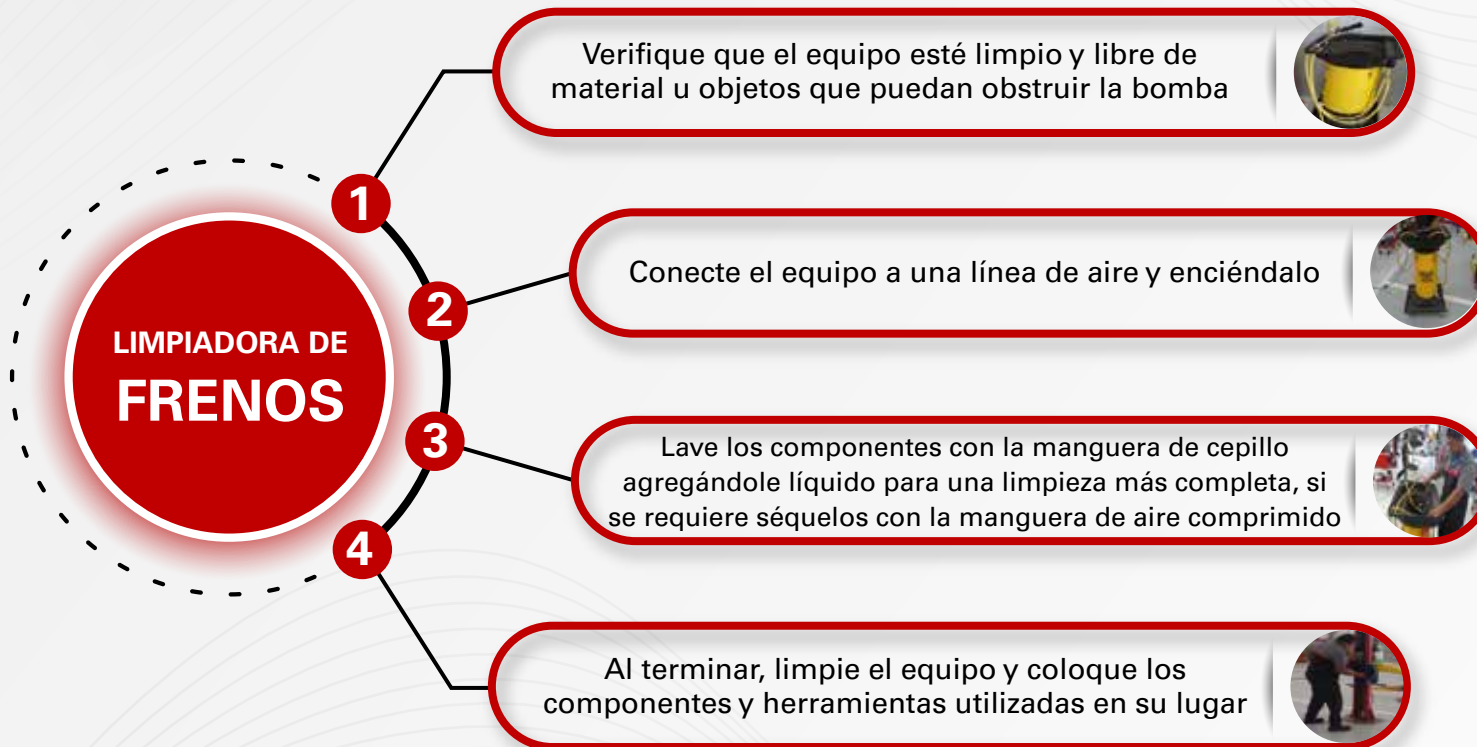 1
Verifique que el equipo esté limpio y libre de
material u objetos que puedan obstruir la bomba
2
Conecte el equipo a una línea de aire y enciéndalo
LIMPIADORA DE
FRENOS
3
Lave los componentes con la manguera de cepillo
agregándole líquido para una limpieza más completa, si
se requiere séquelos con la manguera de aire comprimido
4
Al terminar, limpie el equipo y coloque los
componentes y herramientas utilizadas en su lugar